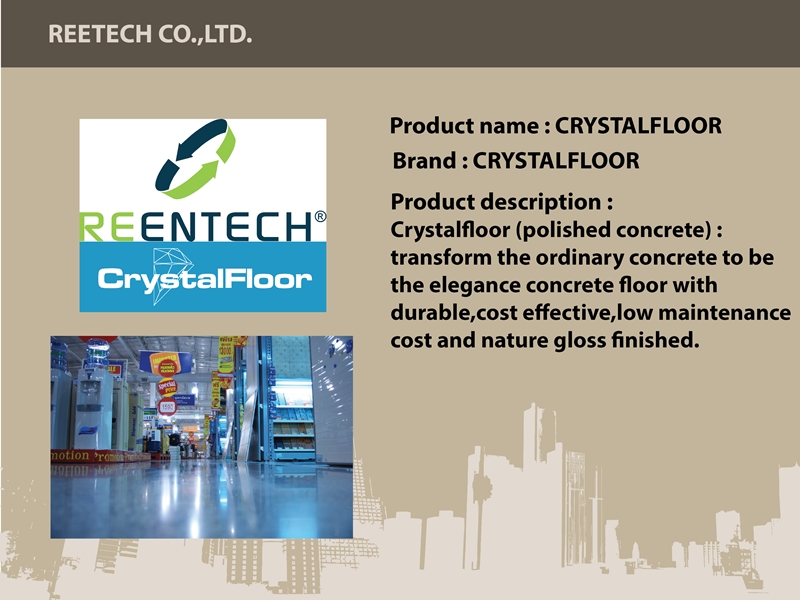 REETECH CO.,LTD.
REENTECH®
CrystalFloor
Product name : CRYSTALFLOOR
Brand : CRYSTALFLOOR
Product description :
Crystalfloor (polished concrete) :
transform the ordinary concrete to be
the elegance concrete floor with
durable,cost effective,low maintenance
cost and nature gloss finished.